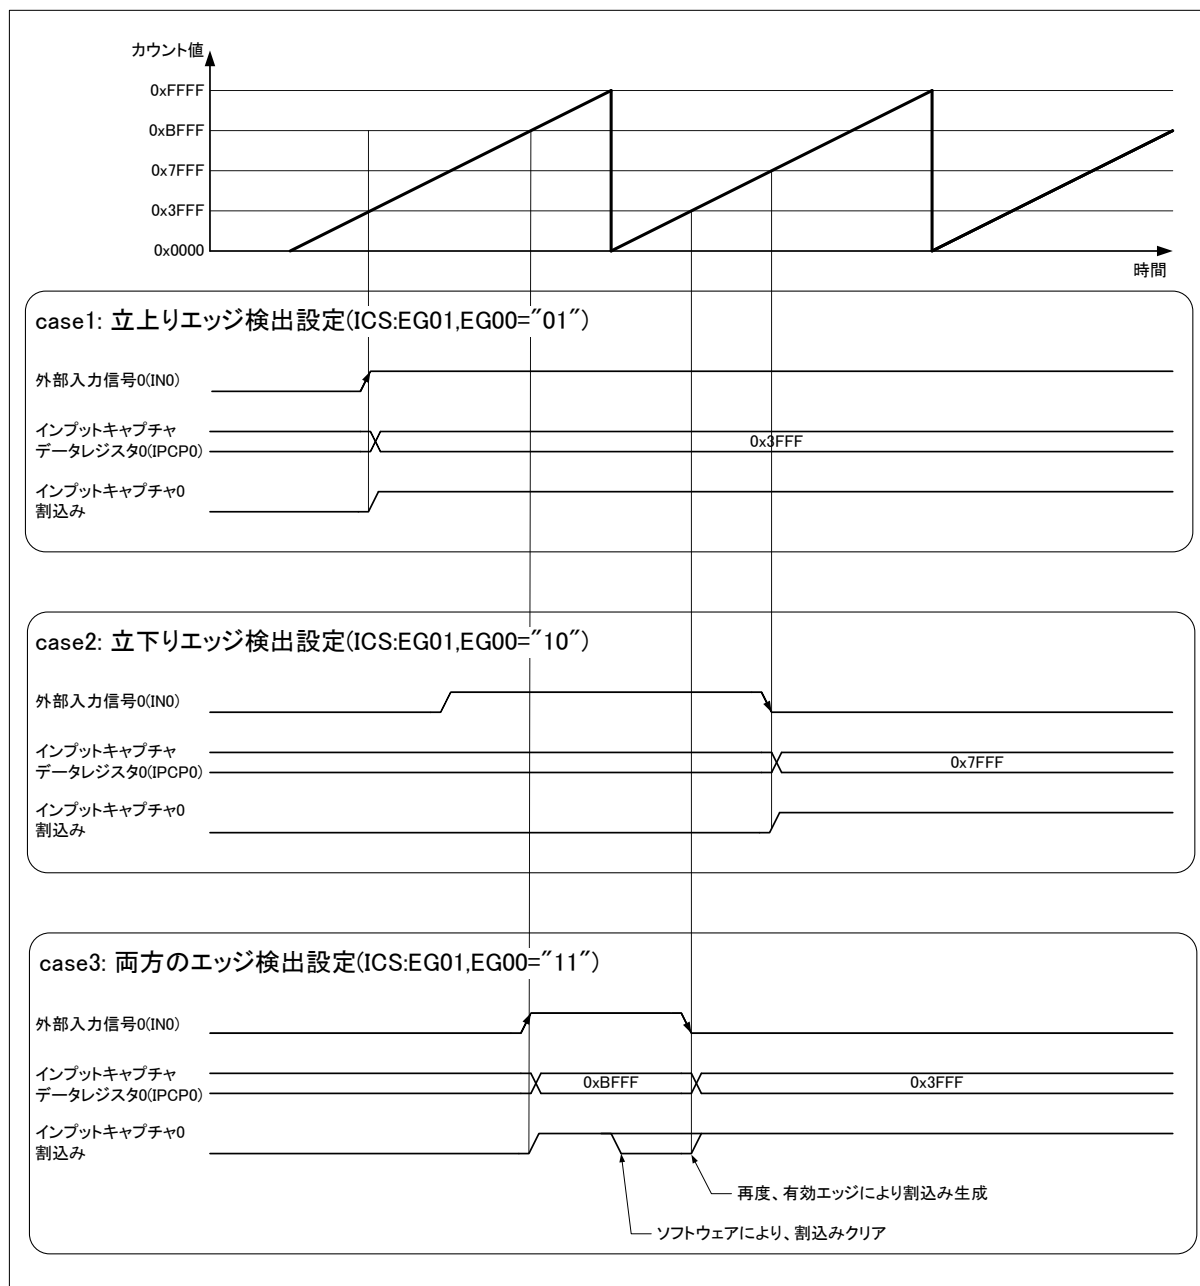 カウント値
0xFFFF
0xBFFF
0x7FFF
0x3FFF
0x0000
時間
case1: 立上りエッジ検出設定(ICS:EG01,EG00="01")
外部入力信号0(IN0)
インプットキャプチャ
データレジスタ0(IPCP0)
0x3FFF
インプットキャプチャ0
割込み
case2: 立下りエッジ検出設定(ICS:EG01,EG00="10")
外部入力信号0(IN0)
インプットキャプチャ
データレジスタ0(IPCP0)
0x7FFF
インプットキャプチャ0
割込み
case3: 両方のエッジ検出設定(ICS:EG01,EG00="11")
外部入力信号0(IN0)
インプットキャプチャ
データレジスタ0(IPCP0)
0xBFFF
0x3FFF
インプットキャプチャ0
割込み
再度、有効エッジにより割込み生成
ソフトウェアにより、割込みクリア